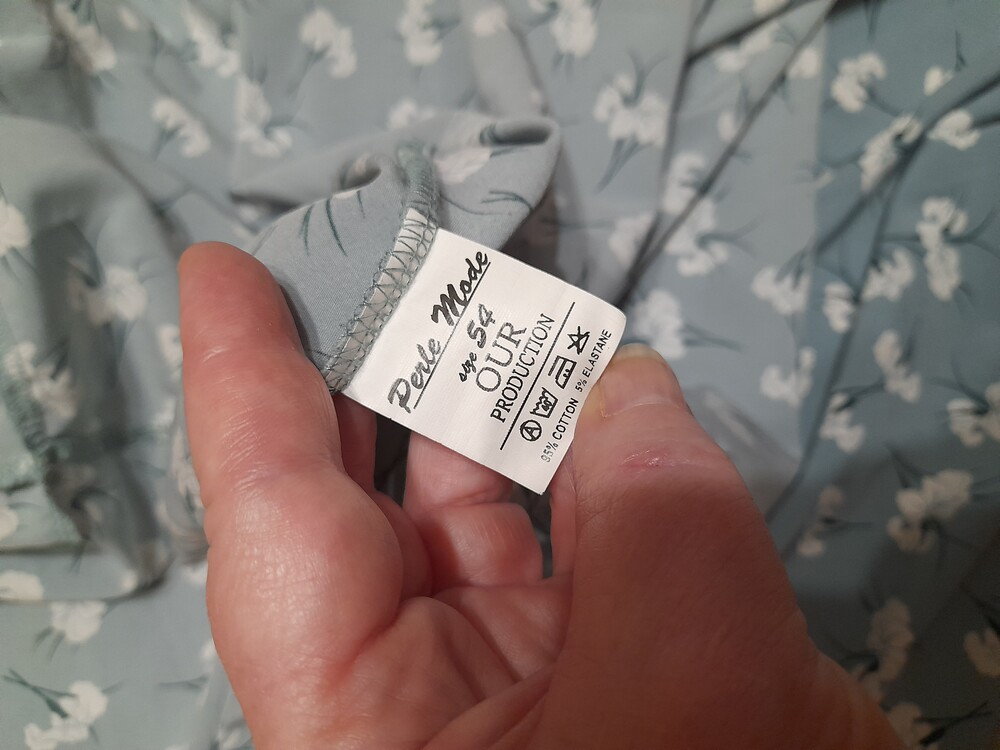 Perle Mode
size 54
OUR
PRODUCTION
A
95% COTTON 5% ELASTANE